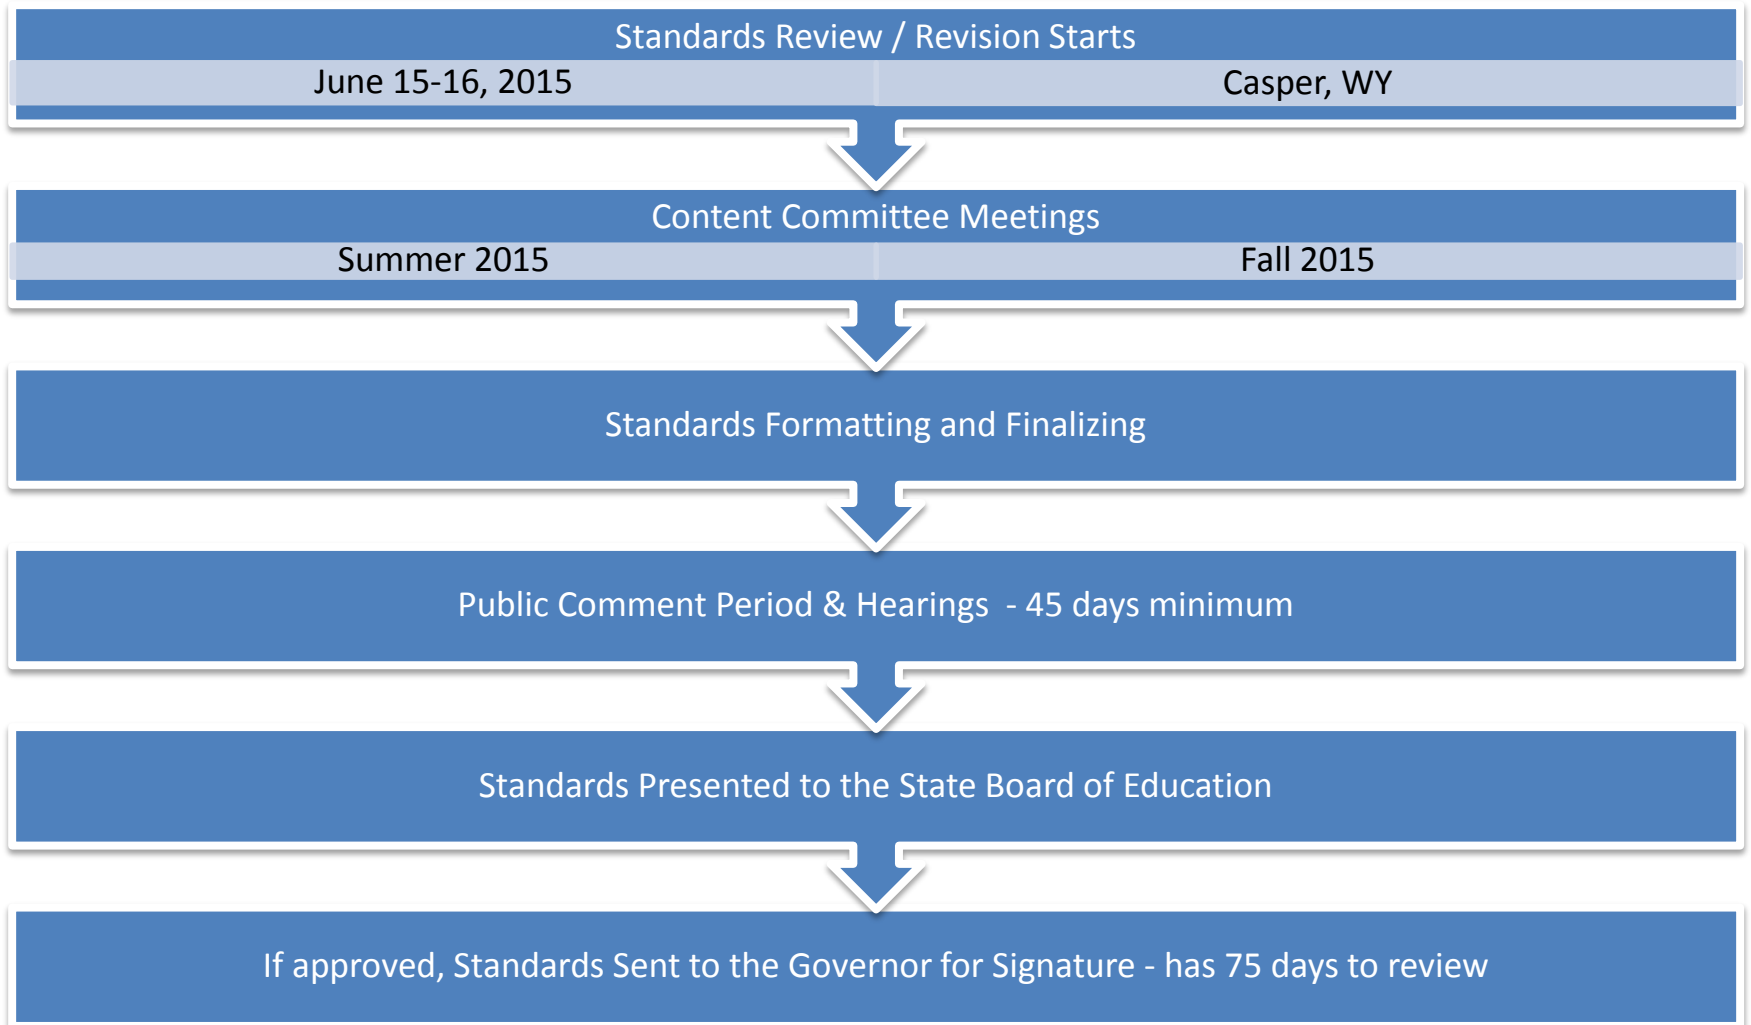 Standards Review / Revision Starts
June 15-16, 2015
Casper, WY
Content Committee Meetings
Summer 2015
Fall 2015
Standards Formatting and Finalizing
Public Comment Period & Hearings  - 45 days minimum
Standards Presented to the State Board of Education
If approved, Standards Sent to the Governor for Signature - has 75 days to review